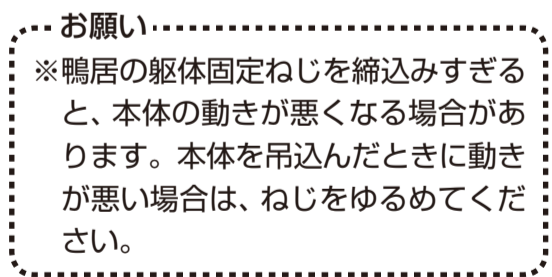 お願い
※鴨居の躯体固定ねじを締込みすぎる
と、本体の動きが悪くなる場合があ
ります。本体を吊込んだときに動き
が悪い場合は、ねじをゆるめてくだ
さい。